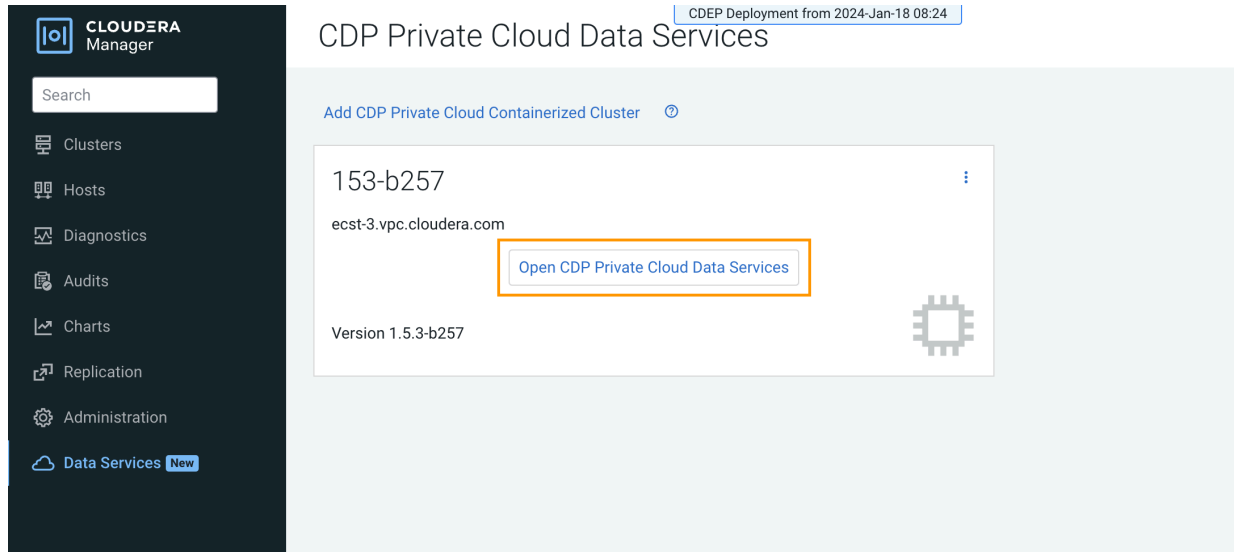 CLOUDERA
Manager
Search
Clusters
Hosts
Diagnostics
Audits
Charts
Replication
Administration
Data Services New
CDEP Deployment from 2024-Jan-18 08:24
CDP Private Cloud Data Services
Add CDP Private Cloud Containerized Cluster
153-b257
ecst-3.vpc.cloudera.com
Open CDP Private Cloud Data Services
Version 1.5.3-b257